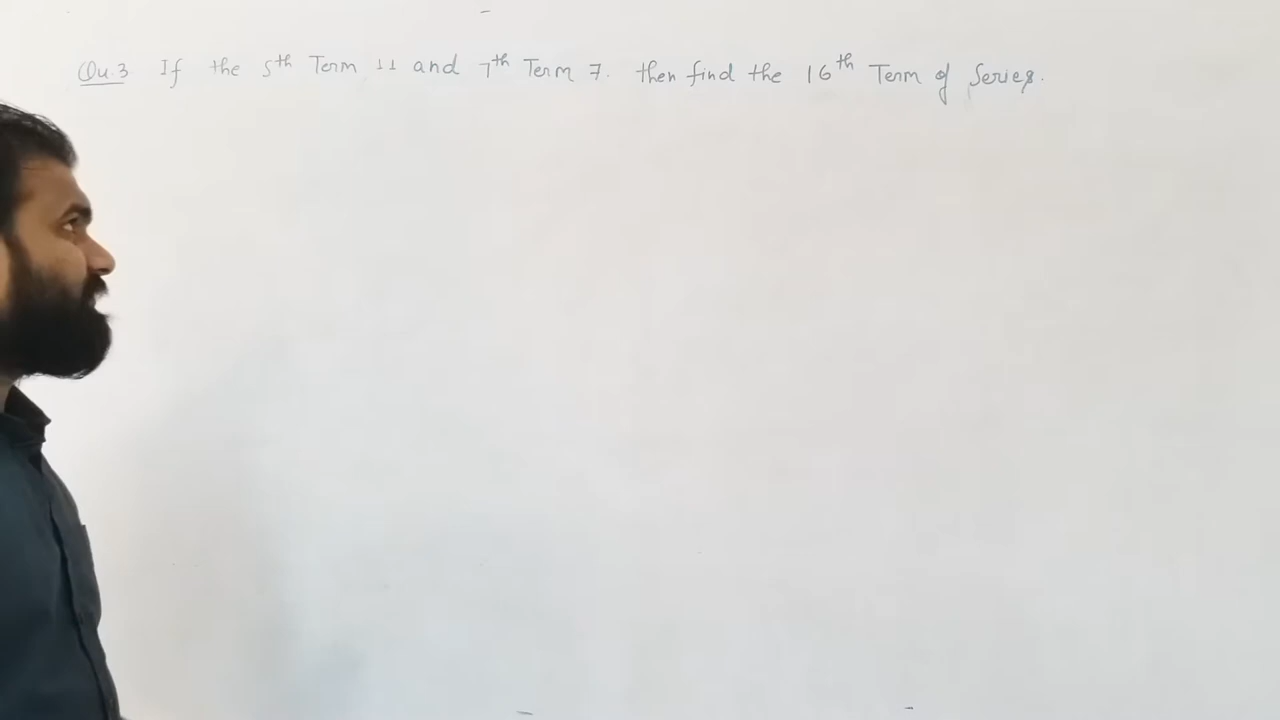 Qu.3 If the 5th Term 11 and 7th Term 7. then find the 16th Term of Series.